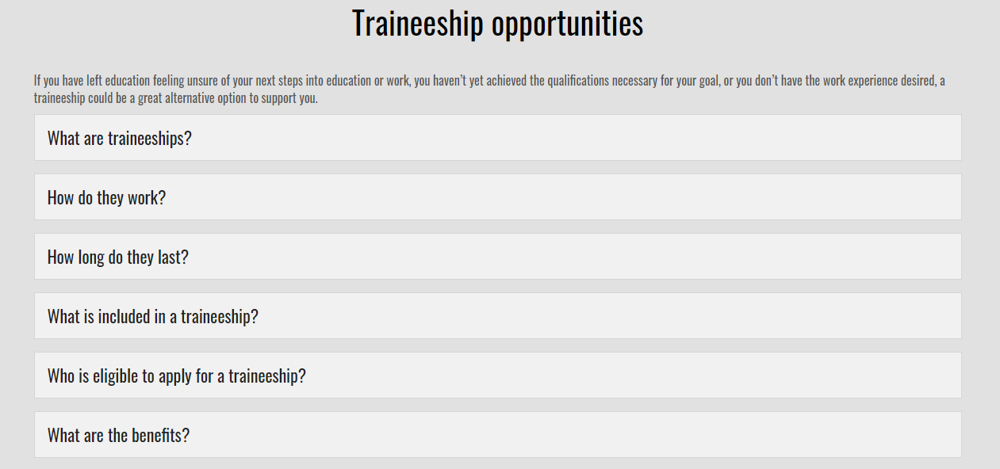 Traineeship opportunities
If you have left education feeling unsure of your next steps into education or work, you haven’t yet achieved the qualifications necessary for your goal, or you don’t have the work experience desired, a
traineeship could be a great alternative option to support you.
What are traineeships?
How do they work?
How long do they last?
What is included in a traineeship?
Who is eligible to apply for a traineeship?
What are the benefits?